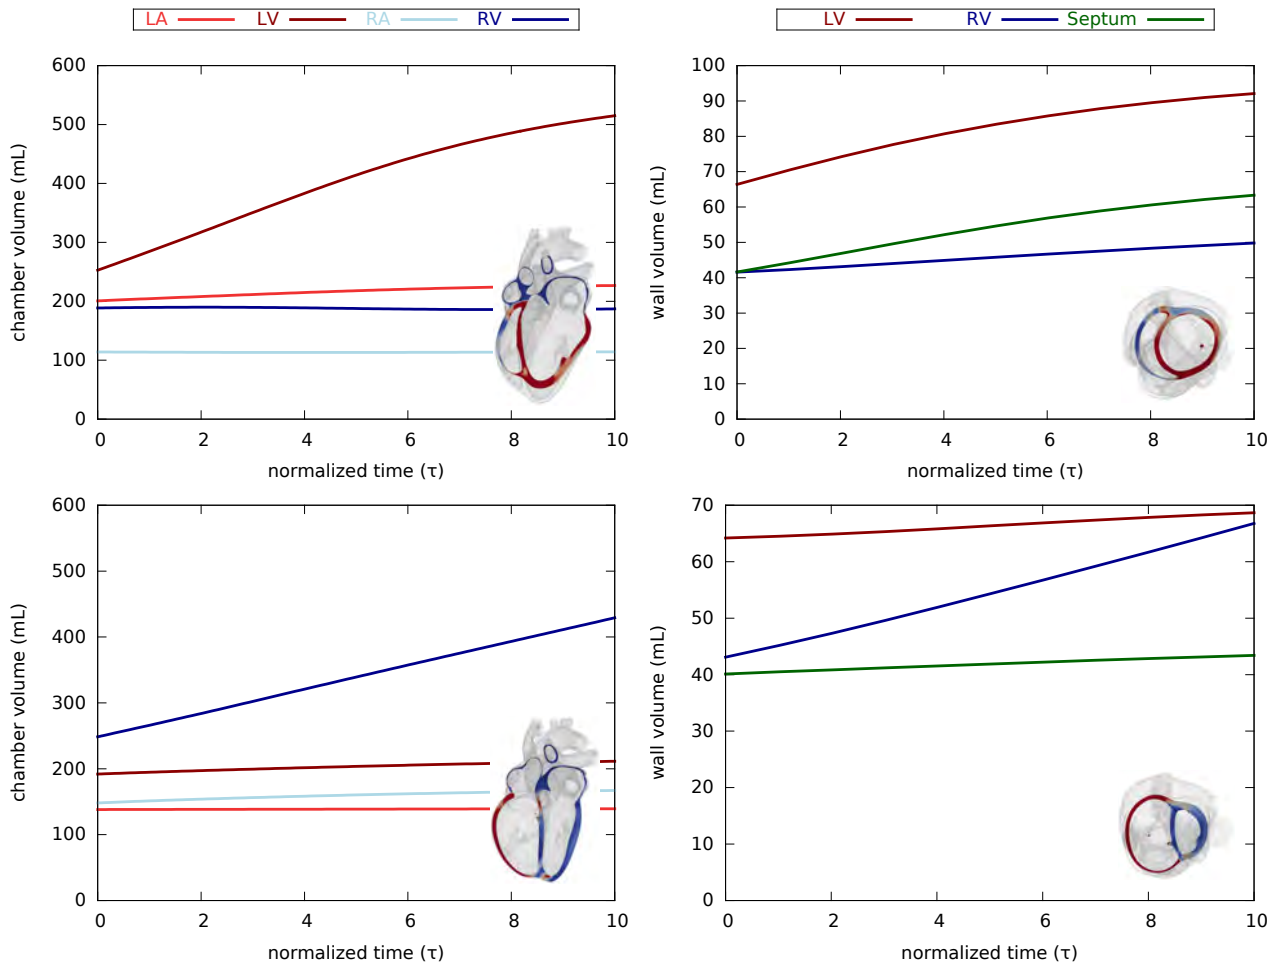 LA LV RA RV
LV RV Septum
600
500
400
300
200
100
0
chamber volume (mL)
0 2 4 6 8 10
normalized time (τ)
100
90
80
70
60
50
40
30
20
10
0
wall volume (mL)
0 2 4 6 8 10
normalized time (τ)
600
500
400
300
200
100
0
chamber volume (mL)
0 2 4 6 8 10
normalized time (τ)
70
60
50
40
30
20
10
0
wall volume (mL)
0 2 4 6 8 10
normalized time (τ)